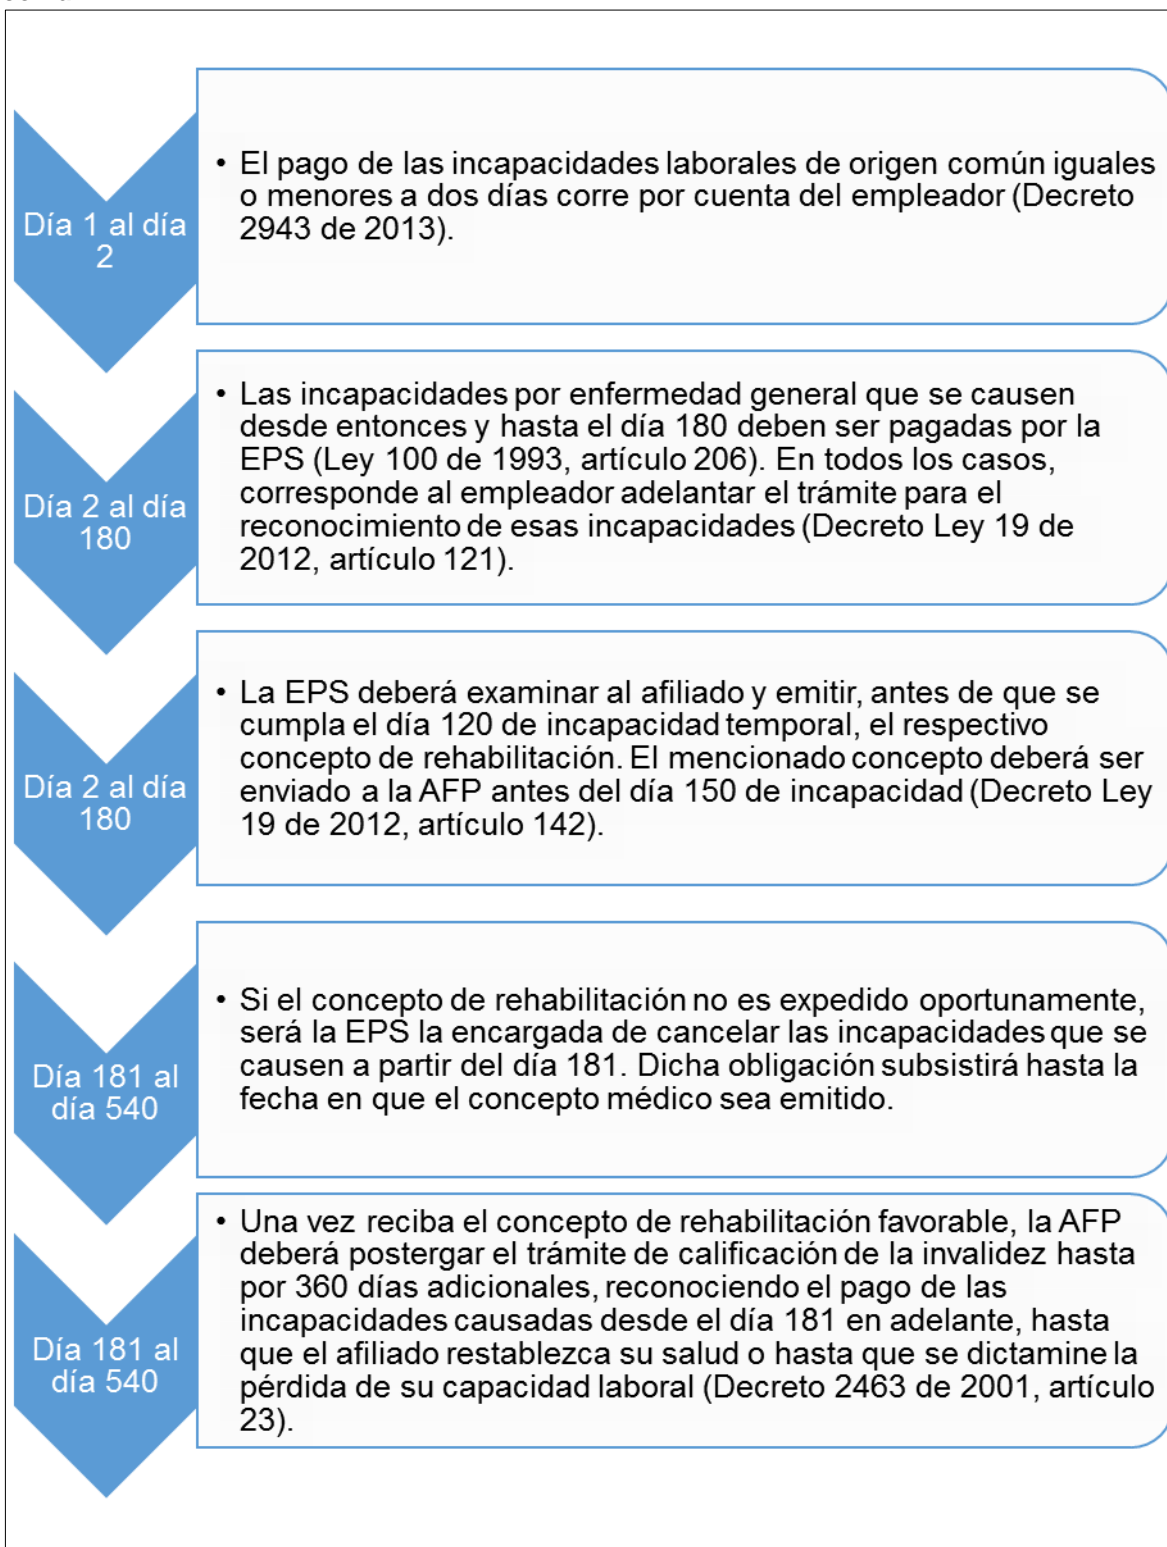 Día 1 al día
2
• El pago de las incapacidades laborales de origen común iguales
o menores a dos días corre por cuenta del empleador (Decreto
2943 de 2013).
Día 2 al día
180
• Las incapacidades por enfermedad general que se causen
desde entonces y hasta el día 180 deben ser pagadas por la
EPS (Ley 100 de 1993, artículo 206). En todos los casos,
corresponde al empleador adelantar el trámite para el
reconocimiento de esas incapacidades (Decreto Ley 19 de
2012, artículo 121).
Día 2 al día
180
• La EPS deberá examinar al afiliado y emitir, antes de que se
cumpla el día 120 de incapacidad temporal, el respectivo
concepto de rehabilitación. El mencionado concepto deberá ser
enviado a la AFP antes del día 150 de incapacidad (Decreto Ley
19 de 2012, artículo 142).
Día 181 al
día 540
• Si el concepto de rehabilitación no es expedido oportunamente,
será la EPS la encargada de cancelar las incapacidades que se
causen a partir del día 181. Dicha obligación subsistirá hasta la
fecha en que el concepto médico sea emitido.
Día 181 al
día 540
• Una vez reciba el concepto de rehabilitación favorable, la AFP
deberá postergar el trámite de calificación de la invalidez hasta
por 360 días adicionales, reconociendo el pago de las
incapacidades causadas desde el día 181 en adelante, hasta
que el afiliado restablezca su salud o hasta que se dictamine la
pérdida de su capacidad laboral (Decreto 2463 de 2001, artículo
23).